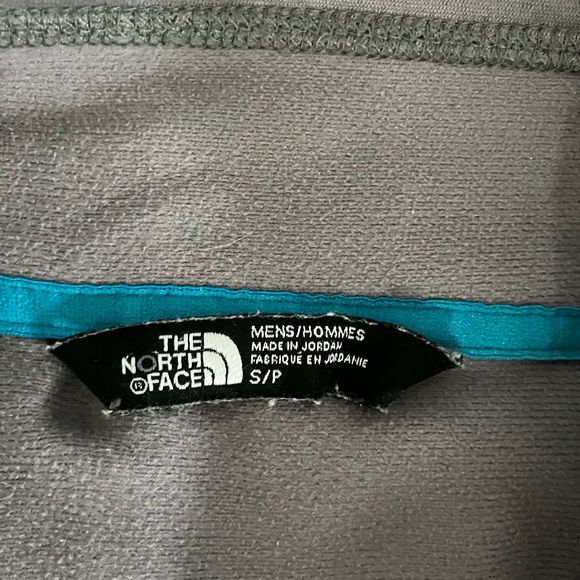 THE
NORTH
FACE
MENS/HOMMES
MADE IN JORDAN
FABRIQUÉ EN JORDANIE
S/P